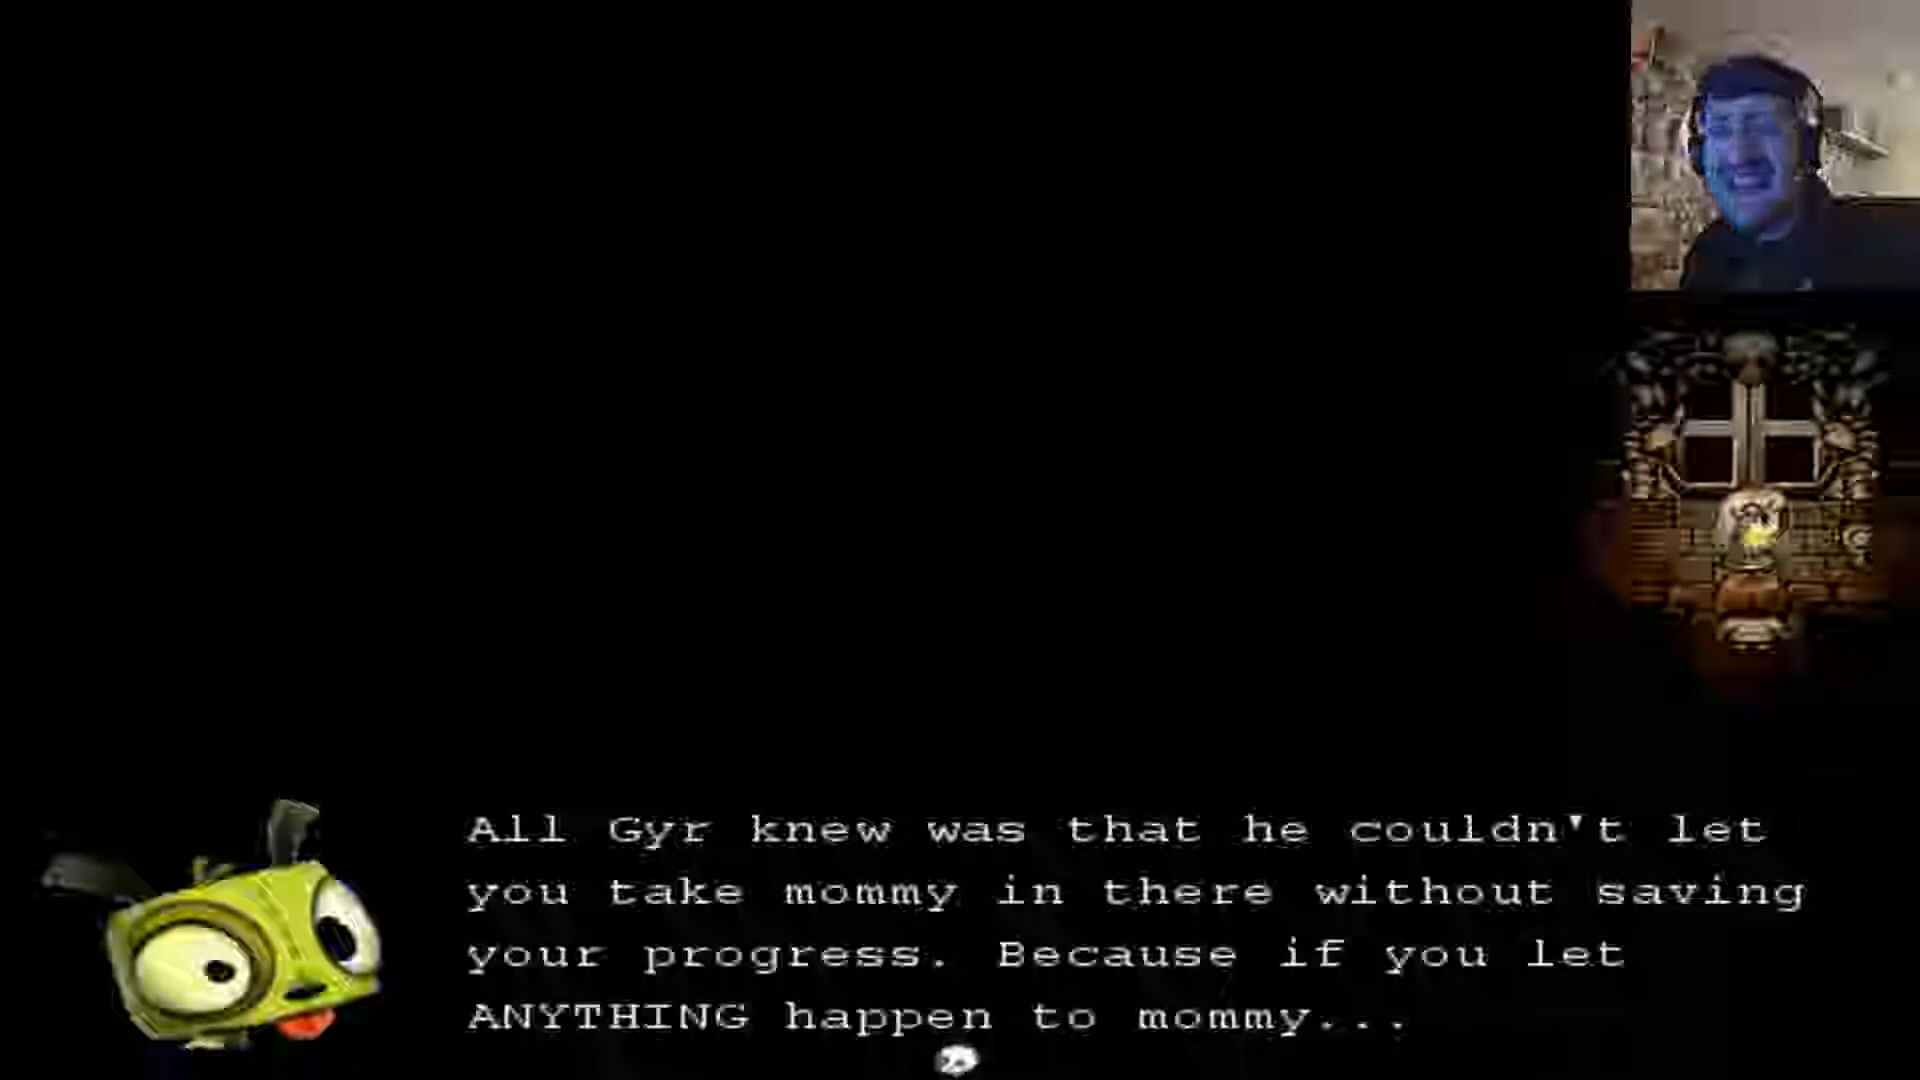 All Gyr knew was that he couldn't let
you take mommy in there without saving
your progress. Because if you let
ANYTHING happen to mommy...